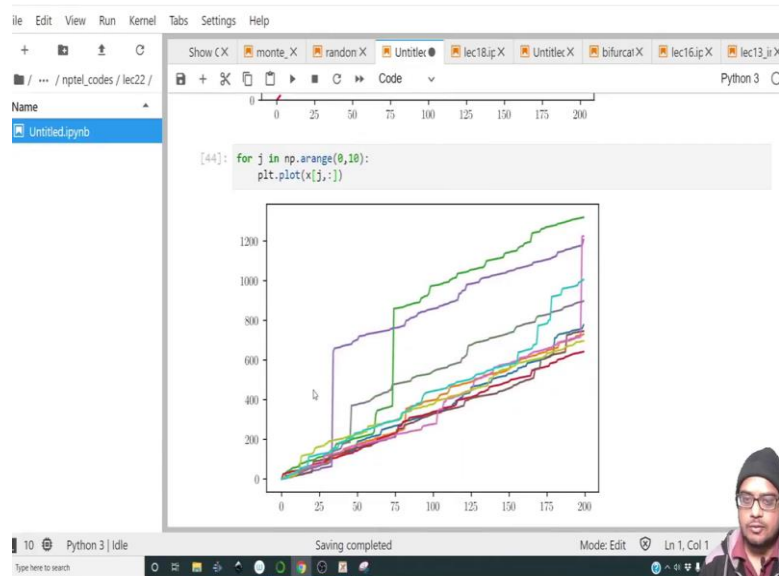 ile Edit View Run Kernel Tabs Settings Help
Show C X monte_ X random X Untitled lec18.ip X Untitled X bifurcat X lec16.ip X lec13_in X
/ ··· / nptel_codes / lec22 /
Code
Python 3
Name
Untitled.ipynb
0
0 25 50 75 100 125 150 175 200
[44]: for j in np.arange(0,10):
plt.plot(x[j,:])
1200
1000
800
600
400
200
0
0 25 50 75 100 125 150 175 200
10 Python 3 | Idle Saving completed Mode: Edit Ln 1, Col 1
Type here to search